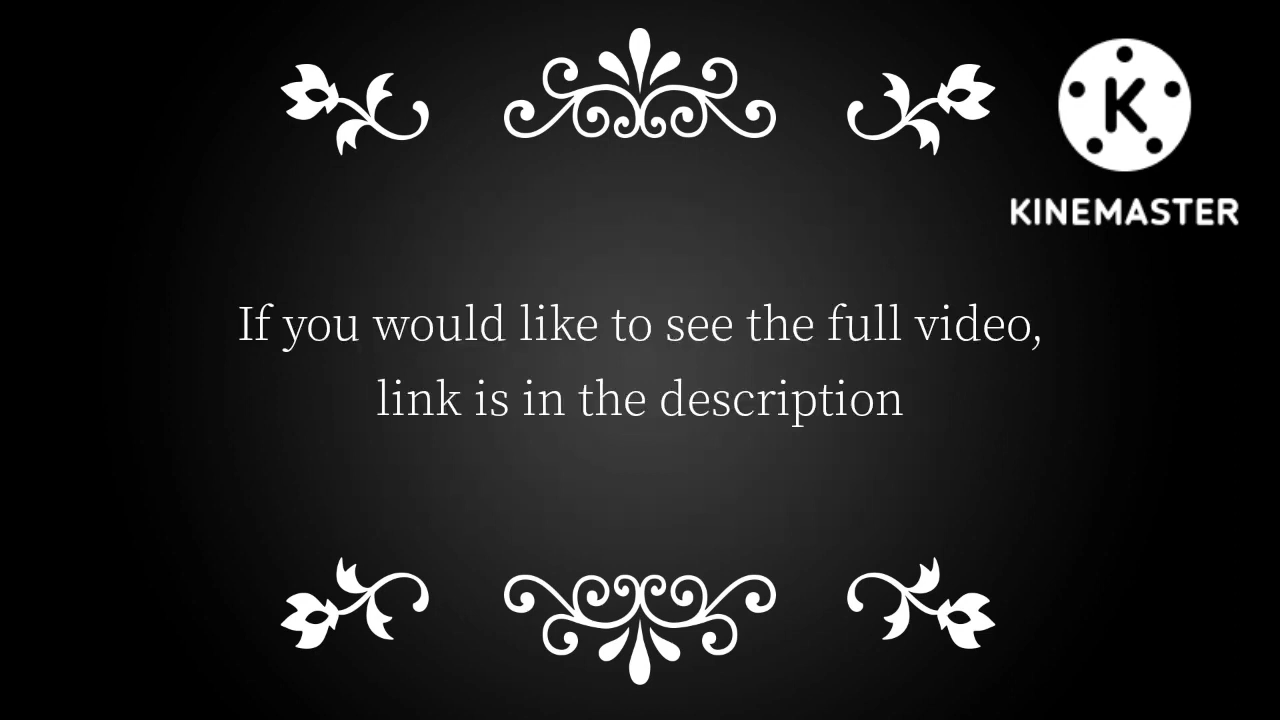 K
KINEMASTER
If you would like to see the full video,
link is in the description